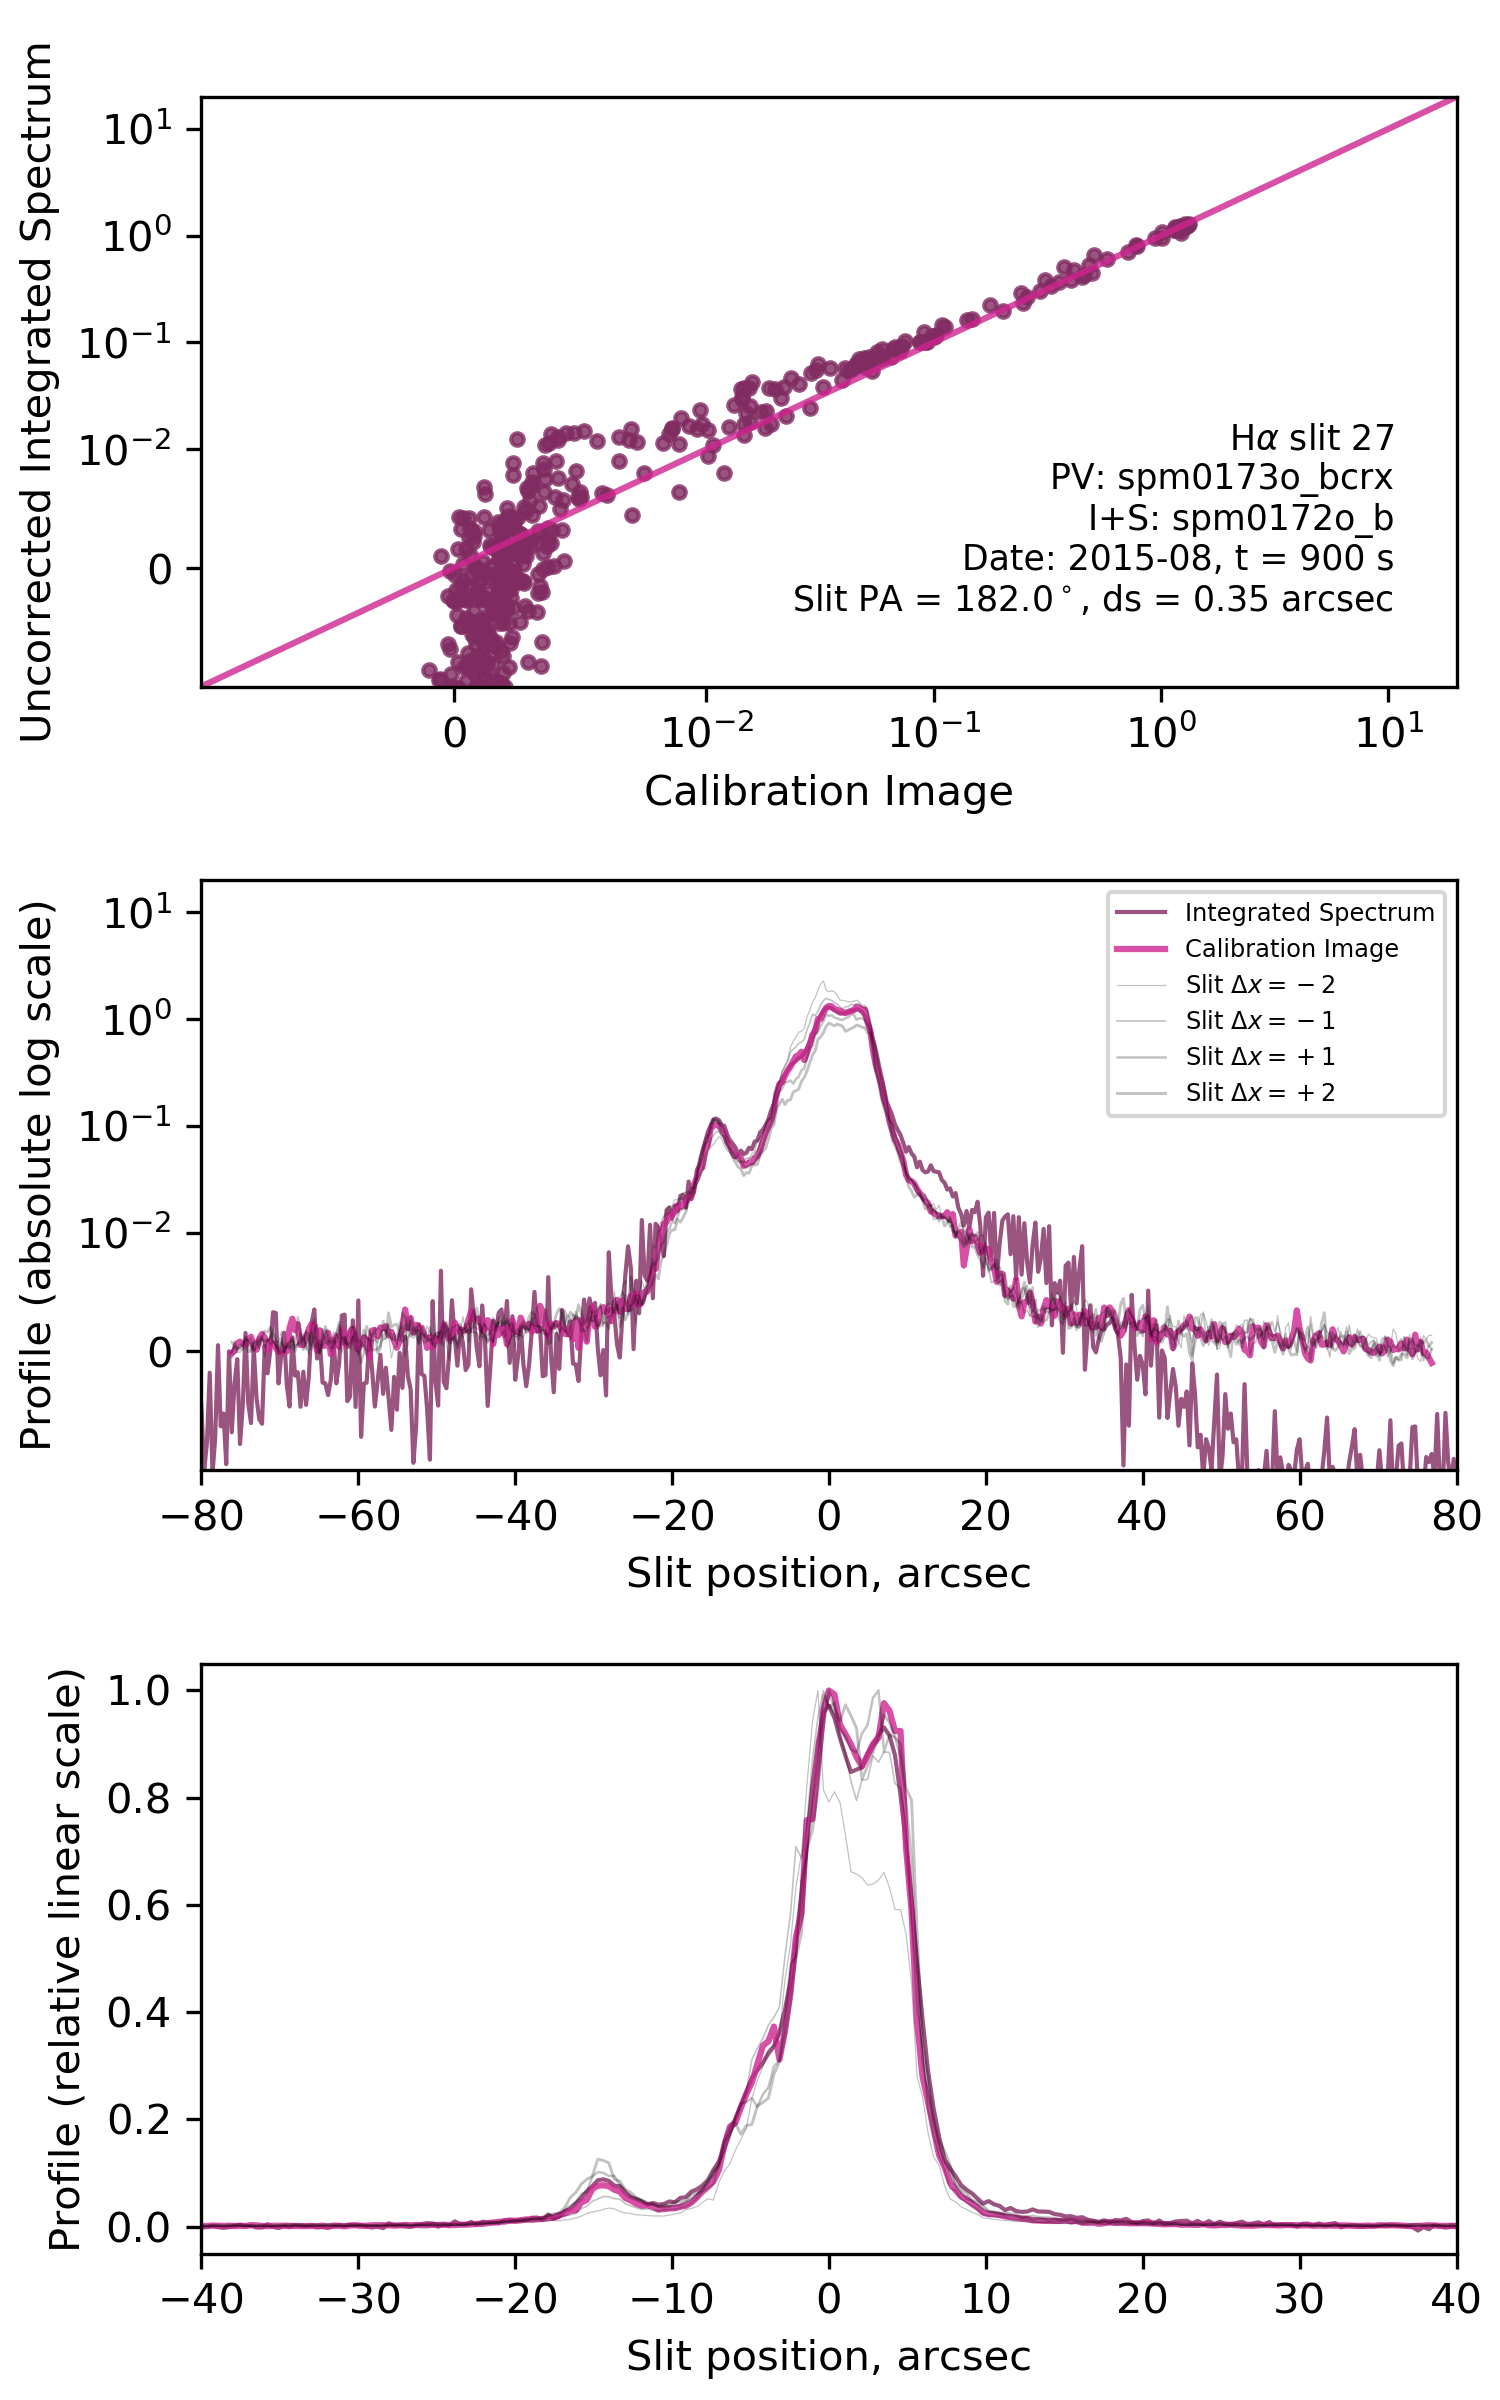 Uncorrected Integrated Spectrum
10¹
10⁰
10⁻¹
10⁻²
0
Hα slit 27
PV: spm0173o_bcrx
I+S: spm0172o_b
Date: 2015-08, t = 900 s
Slit PA = 182.0°, ds = 0.35 arcsec
0 10⁻² 10⁻¹ 10⁰ 10¹
Calibration Image
Profile (absolute log scale)
10¹
10⁰
10⁻¹
10⁻²
0
Integrated Spectrum
Calibration Image
Slit Δx = −2
Slit Δx = −1
Slit Δx = +1
Slit Δx = +2
−80 −60 −40 −20 0 20 40 60 80
Slit position, arcsec
Profile (relative linear scale)
1.0
0.8
0.6
0.4
0.2
0.0
−40 −30 −20 −10 0 10 20 30 40
Slit position, arcsec